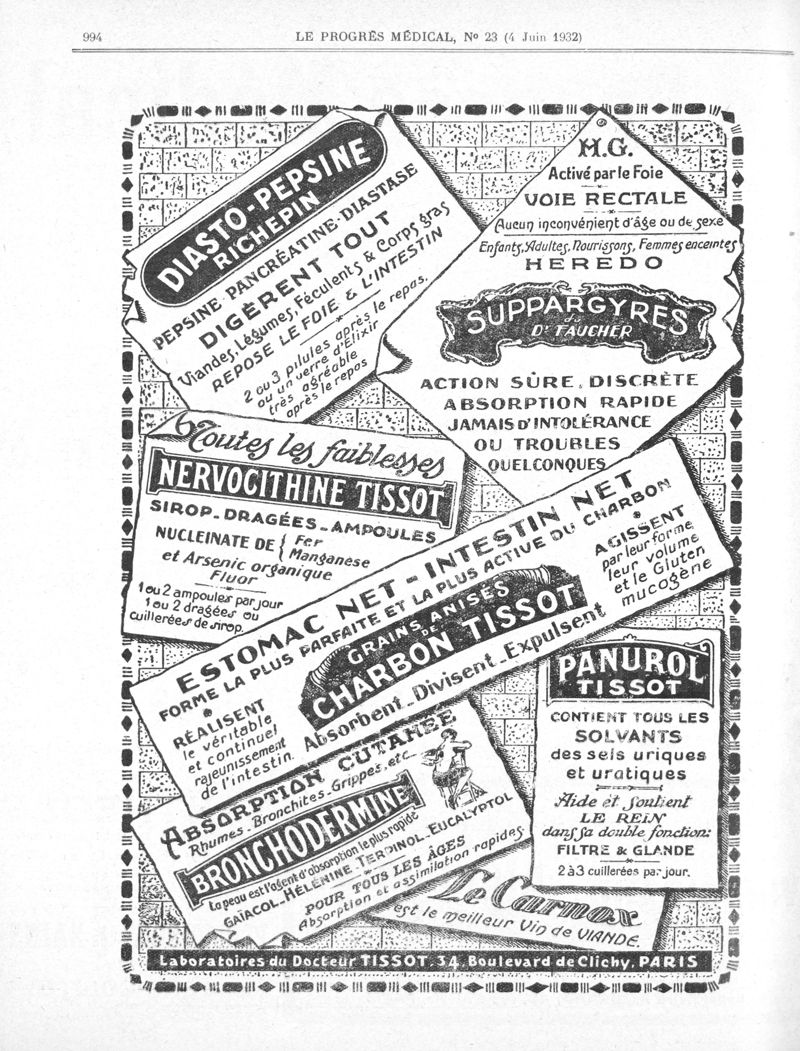 994
LE PROGRÈS MÉDICAL, No 23 (4 Juin 1932)
DIASTO-PEPSINE
RICHEPIN
PEPSINE-PANCRÉATINE-DIASTASE
DIGÈRENT TOUT
Viandes, Légumes, Féculents & Corps gras
REPOSE LE FOIE & L'INTESTIN
2 ou 3 pilules après le repas.
ou un verre d'Elixir
très agréable
après le repas
H.G.
Activé par le Foie
VOIE RECTALE
Aucun inconvénient d'âge ou de sexe
Enfants, Adultes, Nourissons, Femmes enceintes
HEREDO
SUPPARGYRES
du
Dr FAUCHER
ACTION SÛRE, DISCRÈTE
ABSORPTION RAPIDE
JAMAIS D'INTOLÉRANCE
OU TROUBLES
QUELCONQUES
Toutes les faiblesses
NERVOCITHINE TISSOT
SIROP-DRAGÉES-AMPOULES
NUCLEINATE DE { Fer
Manganèse
et Arsenic organique
Fluor
1 ou 2 ampoules par jour
1 ou 2 dragées ou
cuillerées de sirop.
ESTOMAC NET-INTESTIN NET
FORME LA PLUS PARFAITE ET LA PLUS ACTIVE DU CHARBON
GRAINS ANISÉS
DE
CHARBON TISSOT
Absorbent-Divisent-Expulsent
RÉALISENT
le véritable
et continuel
rajeunissement
de l'intestin.
AGISSENT
par leur forme
leur volume
et le Gluten
mucogène
PANUROL
TISSOT
CONTIENT TOUS LES
SOLVANTS
des sels uriques
et uratiques
Aide et soutient
LE REIN
dans sa double fonction:
FILTRE & GLANDE
2 à 3 cuillerées par jour.
ABSORPTION CUTANÉE
Rhumes-Bronchites-Grippes, etc...
BRONCHODERMINE
La peau est l'agent d'absorption le plus rapide
GAÏACOL, HÉLÉNINE, TERPINOL, EUCALYPTOL
POUR TOUS LES ÂGES
Absorption et assimilation rapides.
Le Carnox
est le meilleur Vin de VIANDE.
Laboratoires du Docteur TISSOT, 34, Boulevard de Clichy, PARIS